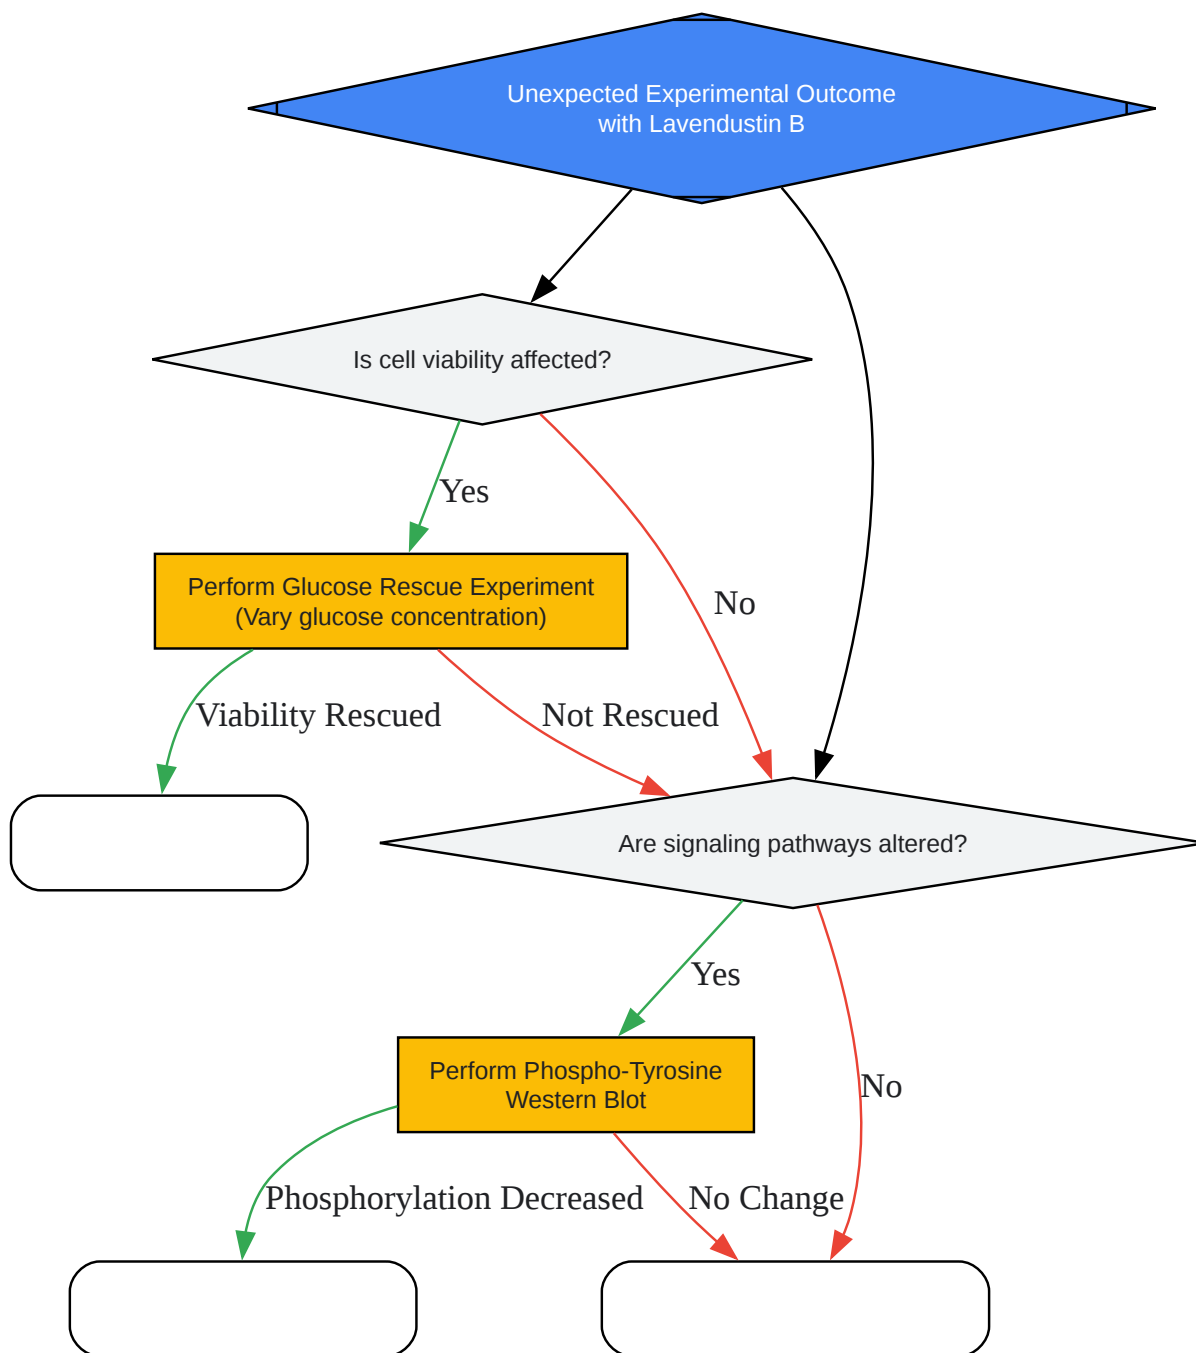 Unexpected Experimental Outcome
with Lavendustin B
Is cell viability affected?
Yes
Perform Glucose Rescue Experiment
(Vary glucose concentration)
No
Viability Rescued
Not Rescued
Are signaling pathways altered?
Yes
Perform Phospho-Tyrosine
Western Blot
No
Phosphorylation Decreased
No Change